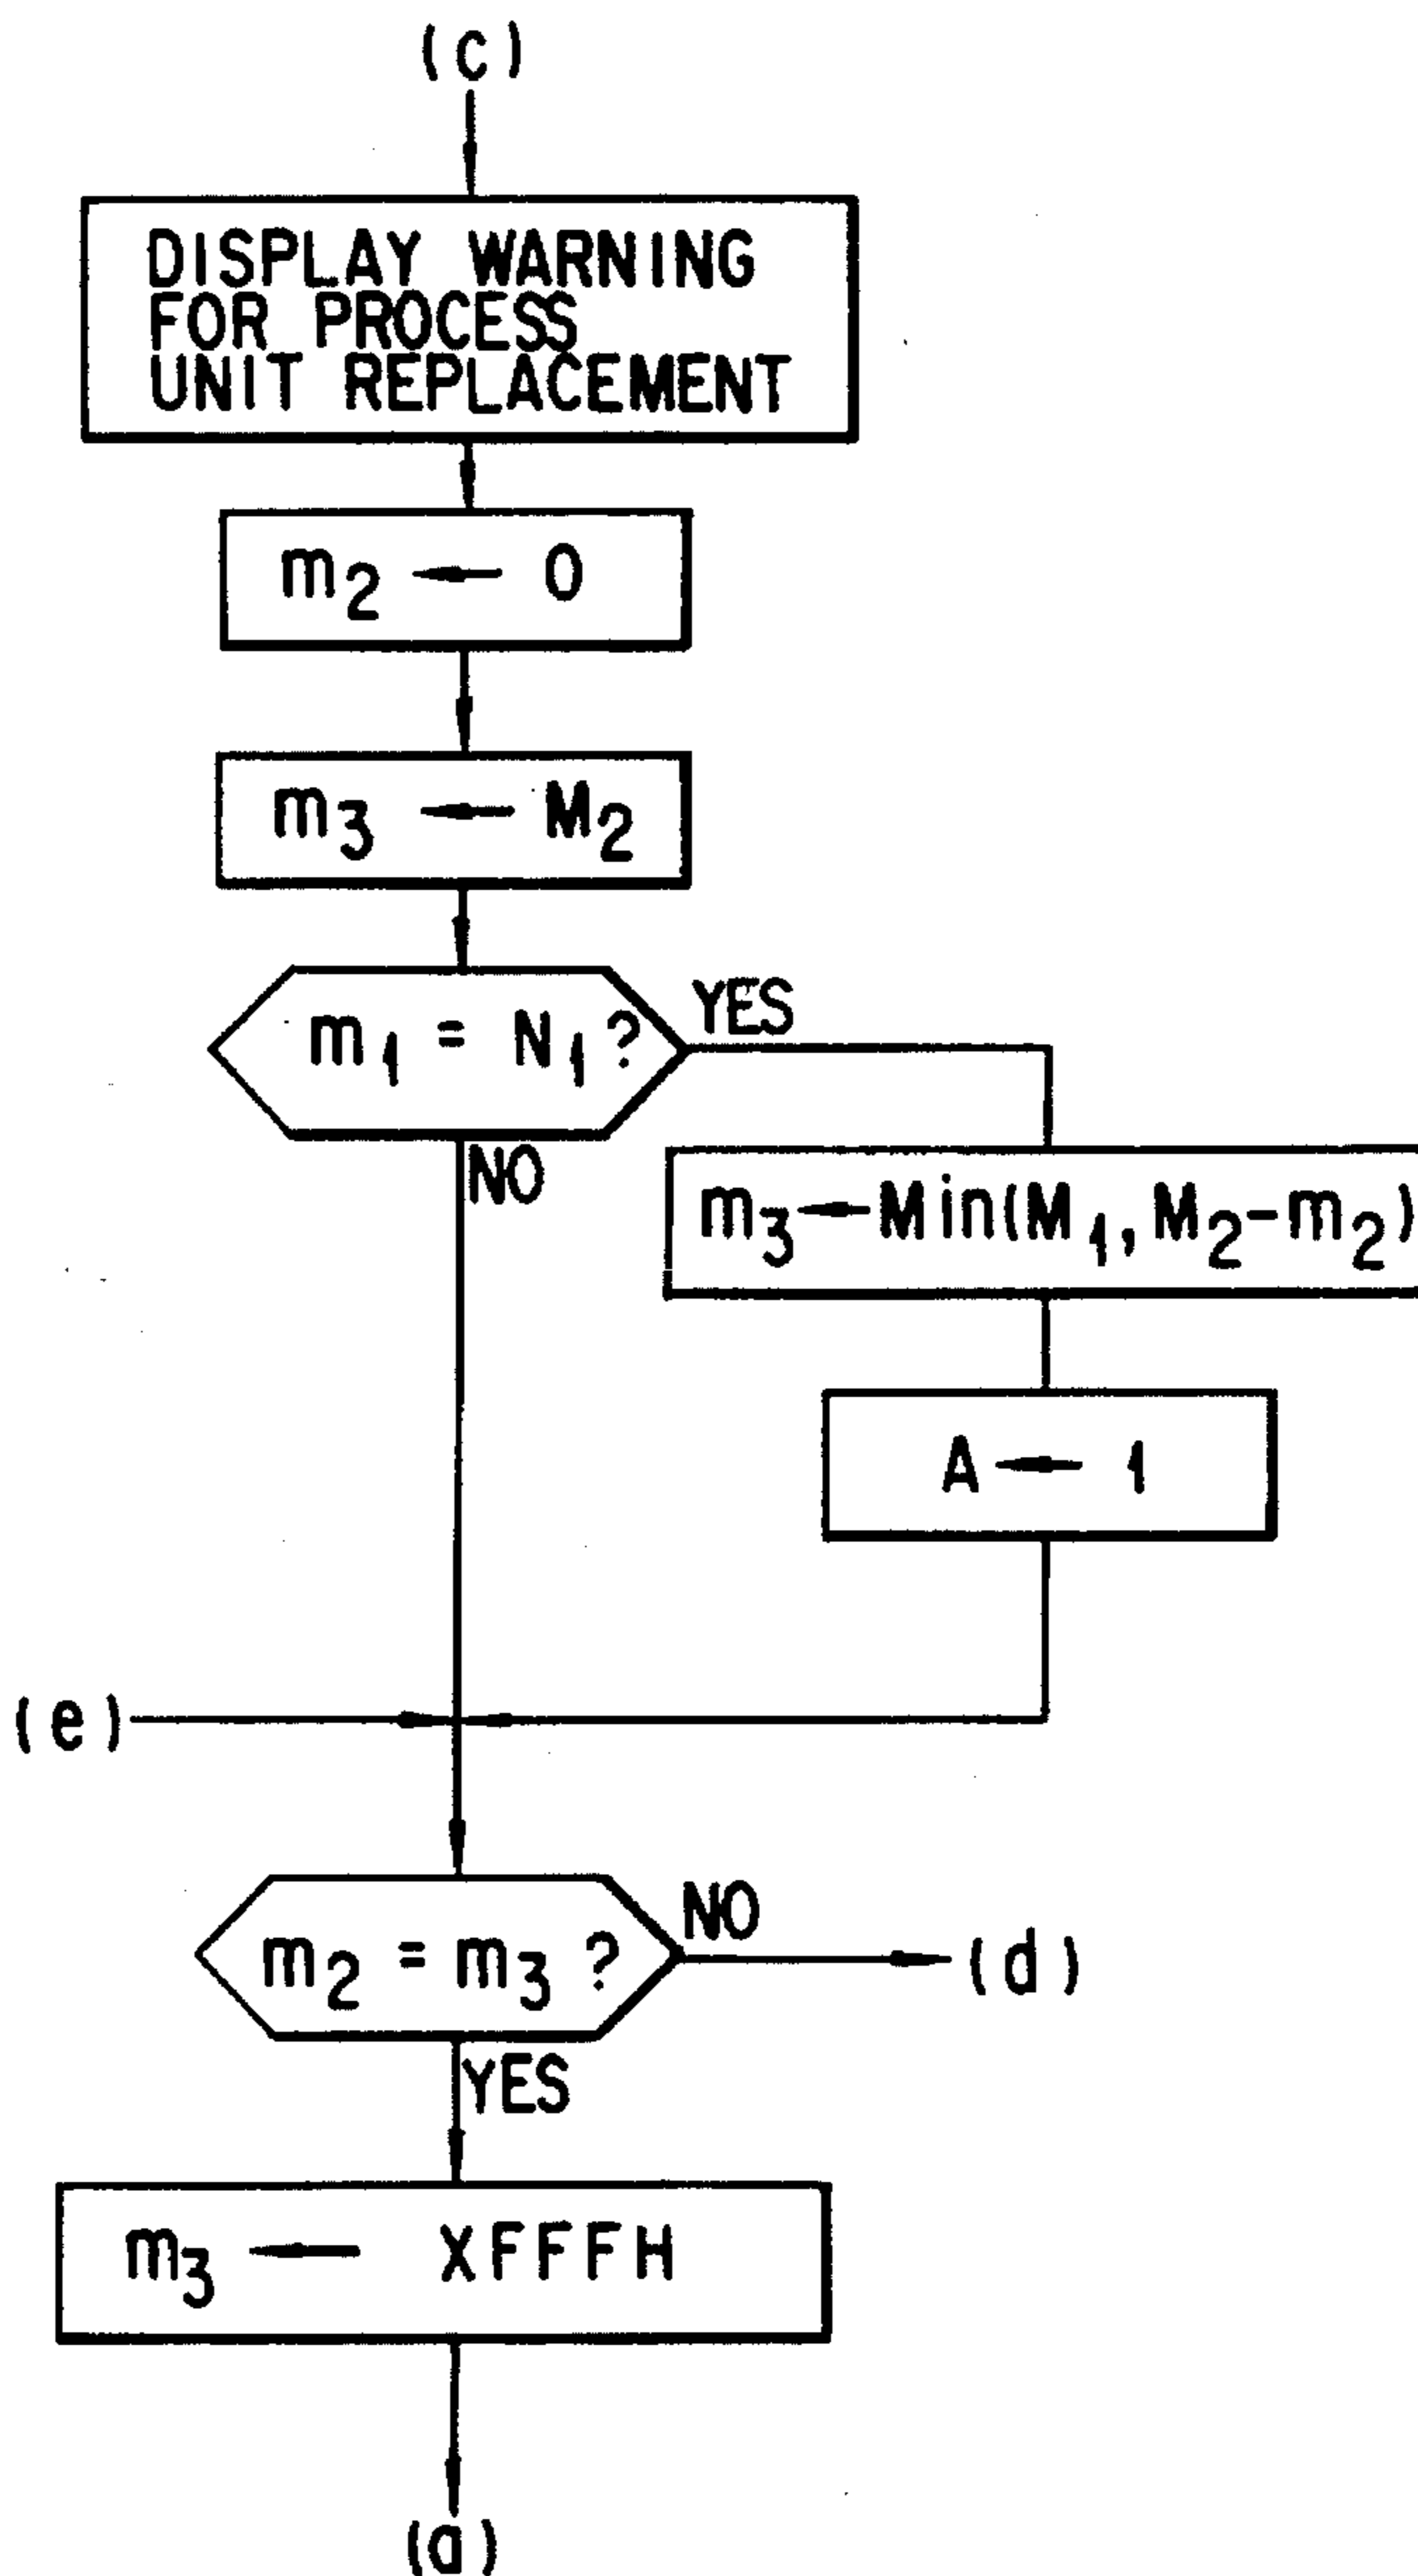 (c)
DISPLAY WARNING
FOR PROCESS
UNIT REPLACEMENT
m₂ ← 0
m₃ ← M₂
m₁ = N₁ ?
YES
NO
m₃ ← Min(M₁, M₂-m₂)
A ← 1
(e)
m₂ = m₃ ?
NO
(d)
YES
m₃ ← XFFFH
(a)